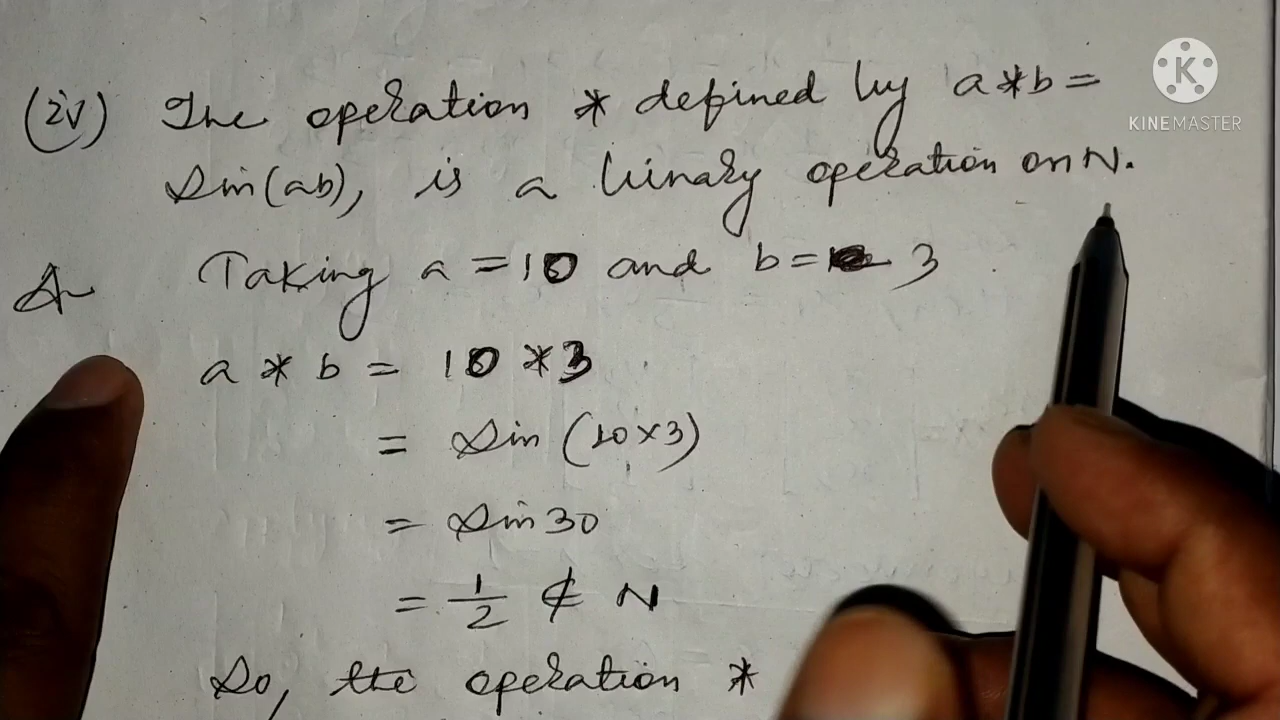 (iv) The operation * defined by a*b=
Sin(ab), is a binary operation on N.
A Taking a = 10 and b = 3
a * b = 10 * 3
= Sin (10×3)
= Sin 30
= 1/2 ∉ N
So, the operation *
K
KINEMASTER